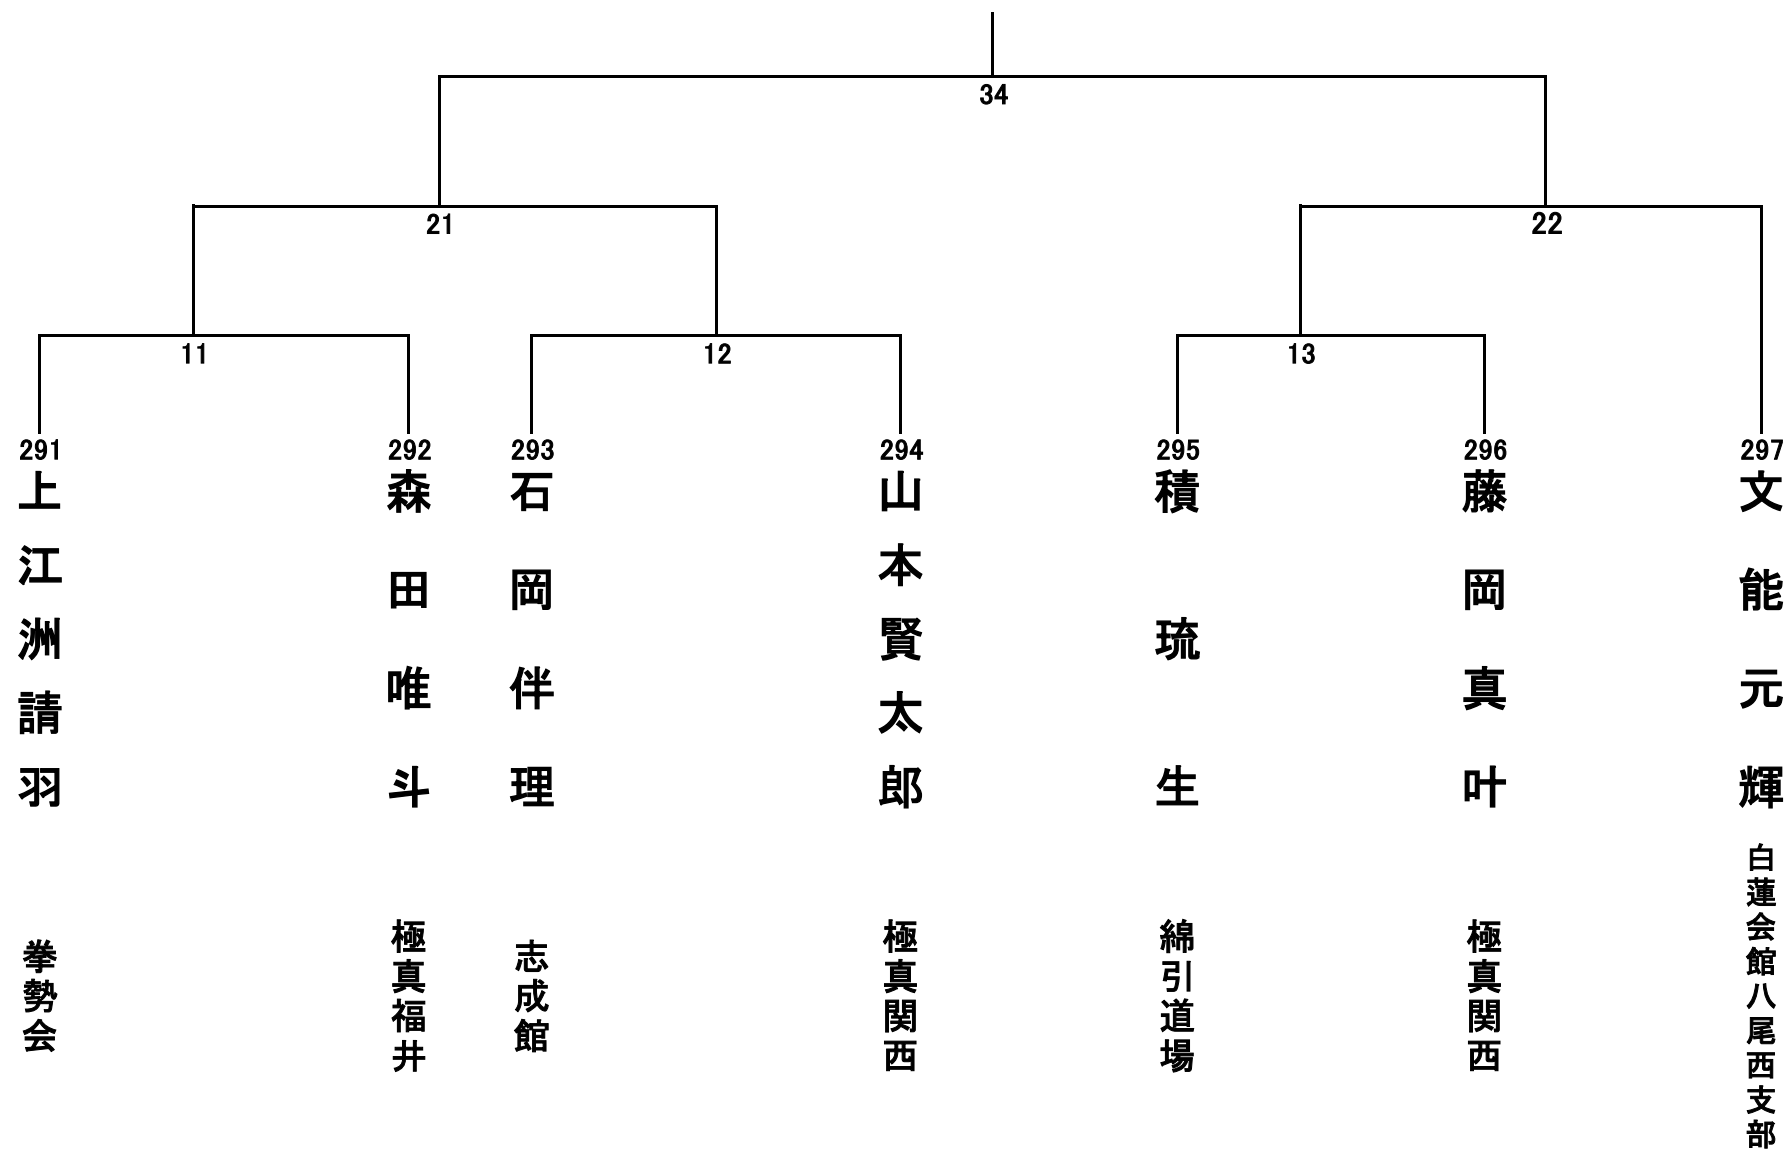 34
21
22
11
12
13
291
292
293
294
295
296
297
上江洲請羽
森田唯斗
石岡伴理
山本賢太郎
積琉生
藤岡真叶
文能元輝
拳勢会
極真福井
志成館
極真関西
綿引道場
極真関西
白蓮会館八尾西支部